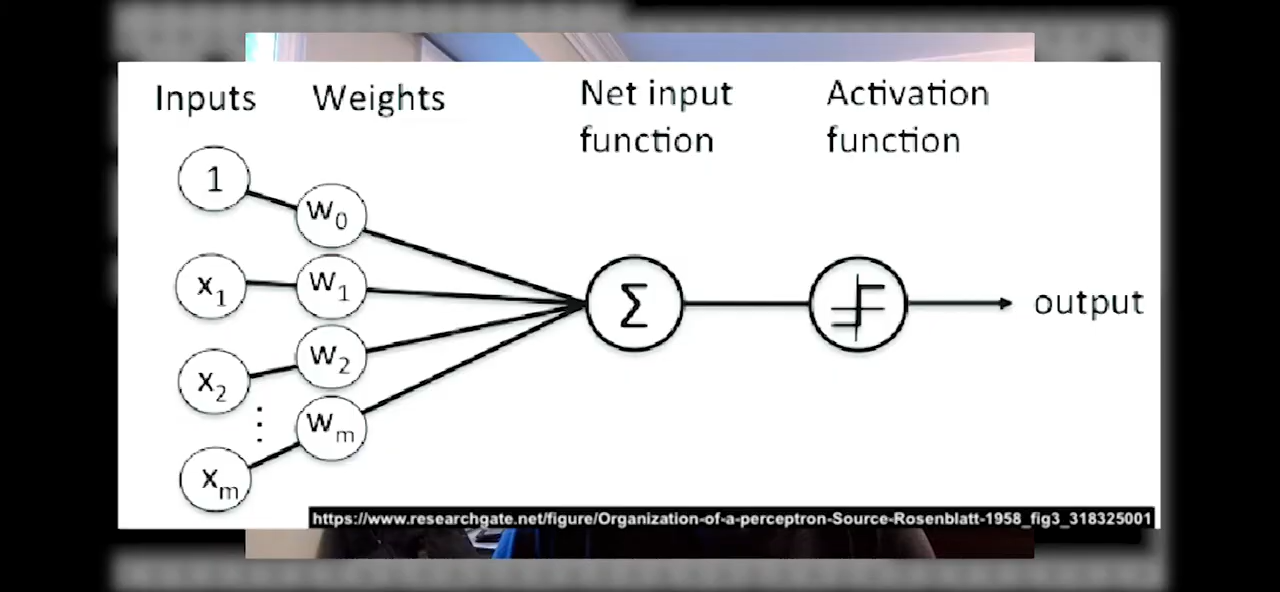 Inputs
Weights
Net input
function
Activation
function
1
w0
x1
w1
x2
w2
⋮
xm
wm
Σ
output
https://www.researchgate.net/figure/Organization-of-a-perceptron-Source-Rosenblatt-1958_fig3_318325001